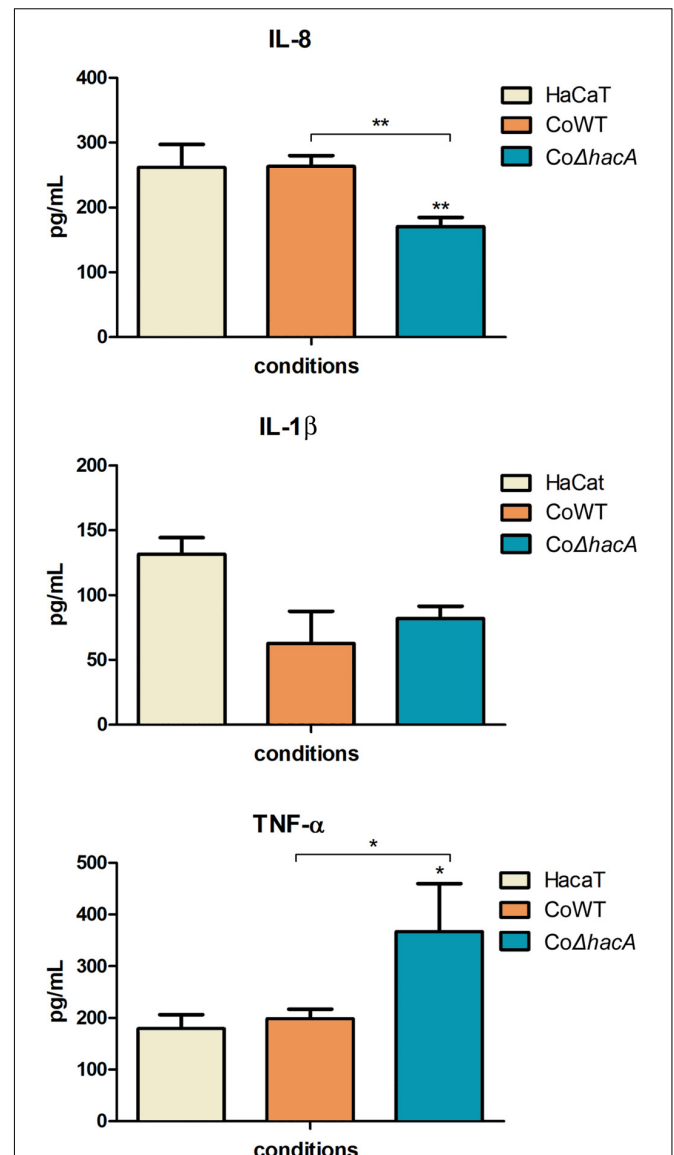 IL-8
400
300
200
100
0
pg/mL
**
**
conditions
HaCaT
CoWT
CoΔhacA
IL-1β
200
150
100
50
0
pg/mL
conditions
HaCat
CoWT
CoΔhacA
TNF-α
500
400
300
200
100
0
pg/mL
*
*
conditions
HacaT
CoWT
CoΔhacA